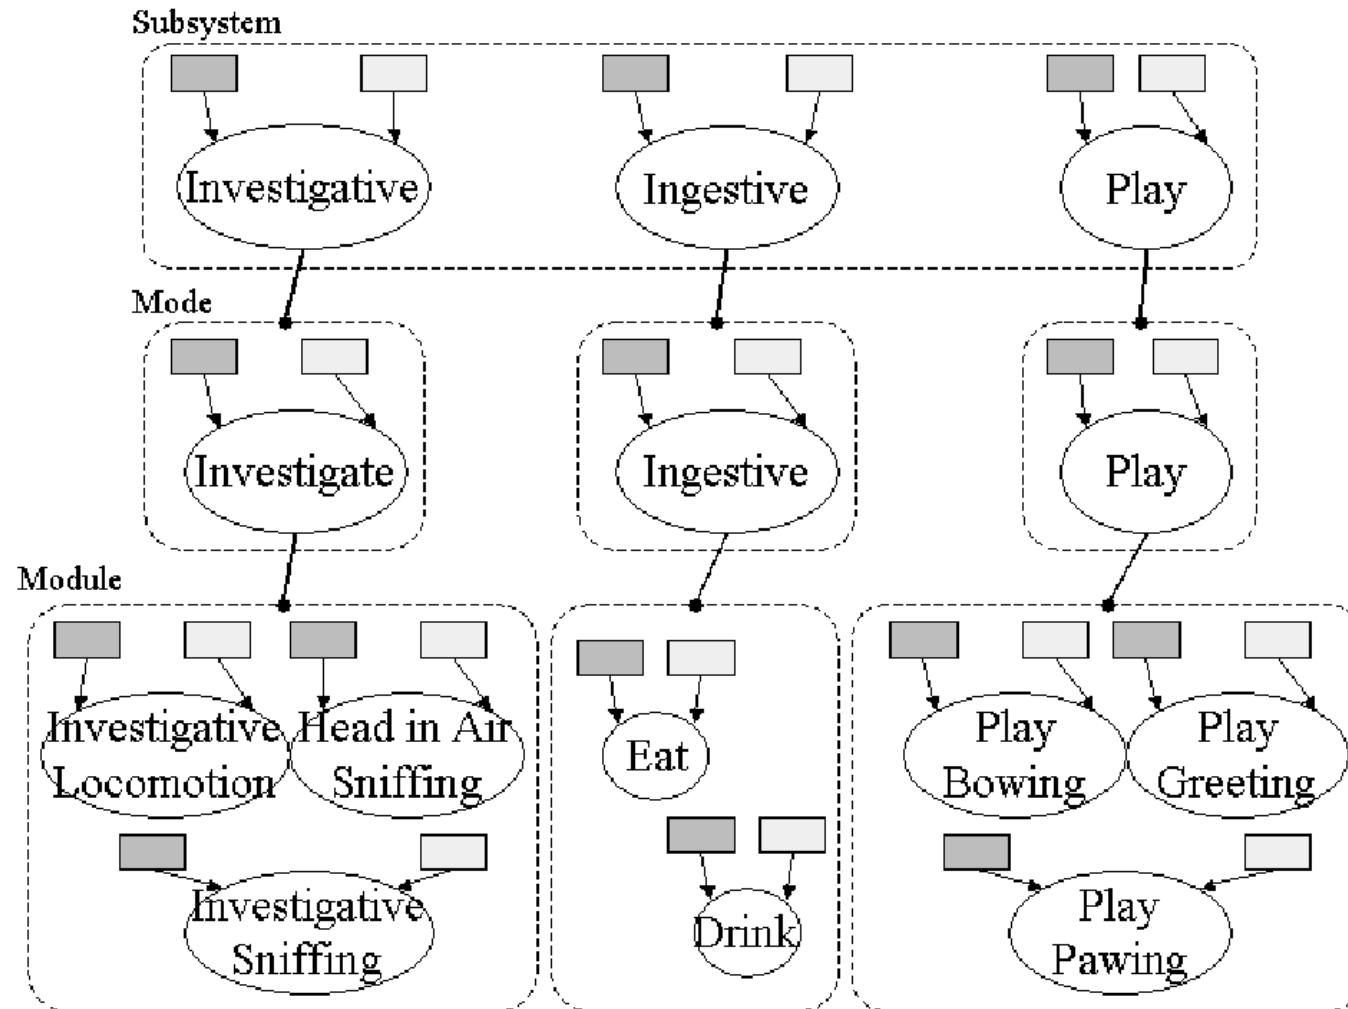 Subsystem
Investigative
Ingestive
Play
Mode
Investigate
Ingestive
Play
Module
Investigative
Locomotion
Head in Air
Sniffing
Investigative
Sniffing
Eat
Drink
Play
Bowing
Play
Greeting
Play
Pawing